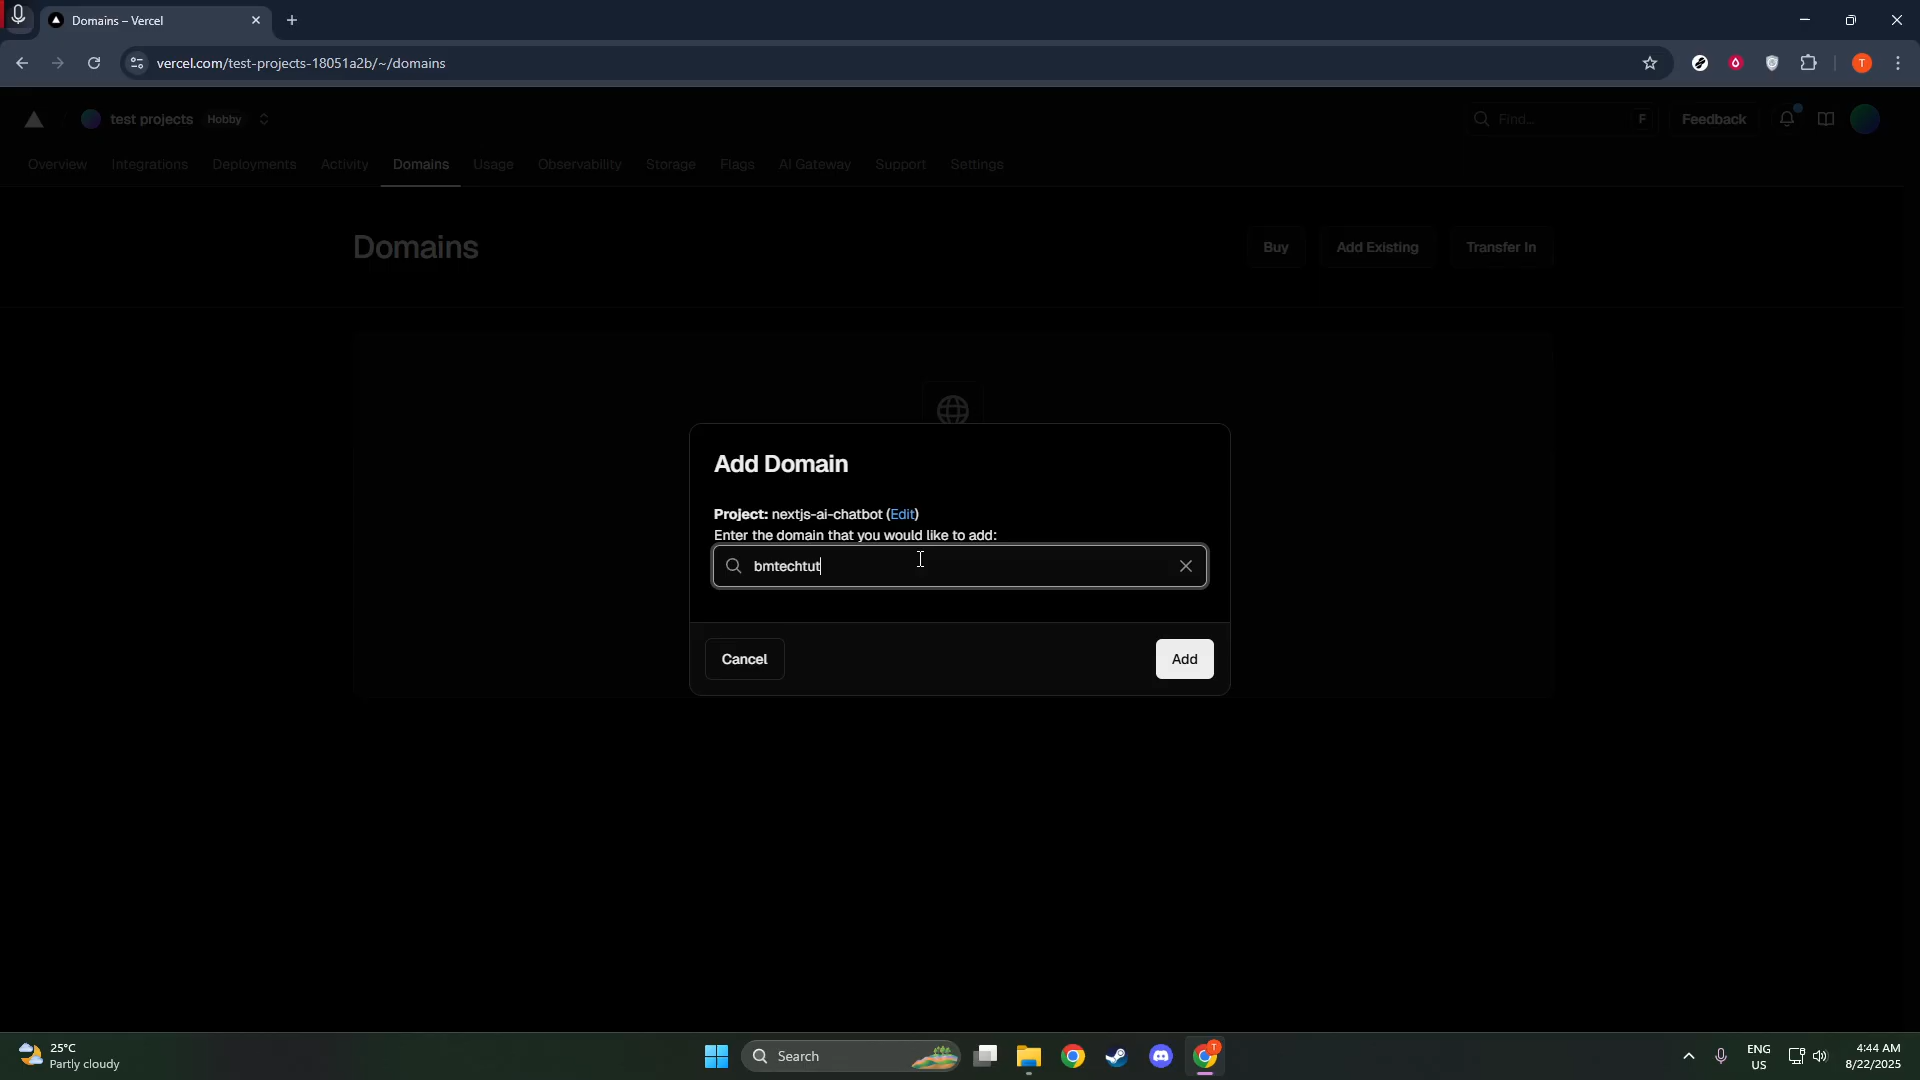 Domains – Vercel
vercel.com/test-projects-18051a2b/~/domains
T
test projects Hobby
Find... F
Feedback
Overview Integrations Deployments Activity Domains Usage Observability Storage Flags AI Gateway Support Settings
Domains
Buy
Add Existing
Transfer In
Add Domain
Project: nextjs-ai-chatbot (Edit)
Enter the domain that you would like to add:
bmtechtut
Cancel
Add
25°C
Partly cloudy
Search
T
ENG
US
4:44 AM
8/22/2025